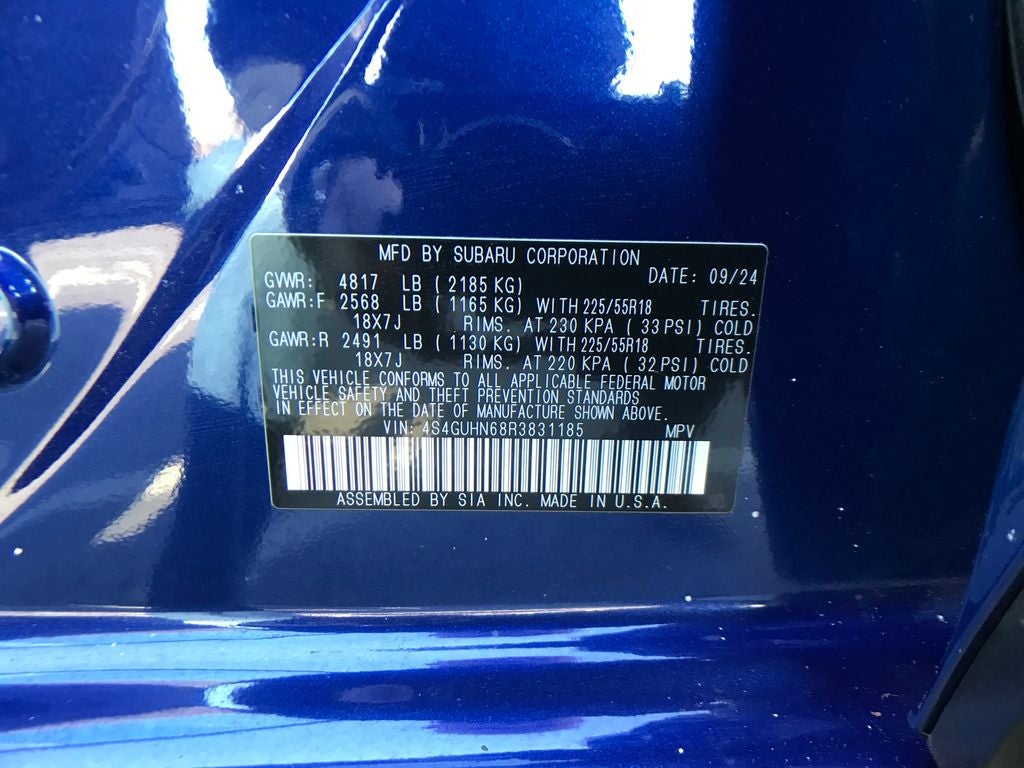 MFD BY SUBARU CORPORATION
GVWR: 4817 LB (2185 KG) DATE: 09/24
GAWR:F 2568 LB (1165 KG) WITH 225/55R18 TIRES.
18X7J RIMS. AT 230 KPA (33 PSI) COLD
GAWR:R 2491 LB (1130 KG) WITH 225/55R18 TIRES.
18X7J RIMS. AT 220 KPA (32 PSI) COLD
THIS VEHICLE CONFORMS TO ALL APPLICABLE FEDERAL MOTOR
VEHICLE SAFETY AND THEFT PREVENTION STANDARDS
IN EFFECT ON THE DATE OF MANUFACTURE SHOWN ABOVE.
VIN: 4S4GUHN68R3831185 MPV
ASSEMBLED BY SIA INC. MADE IN U.S.A.